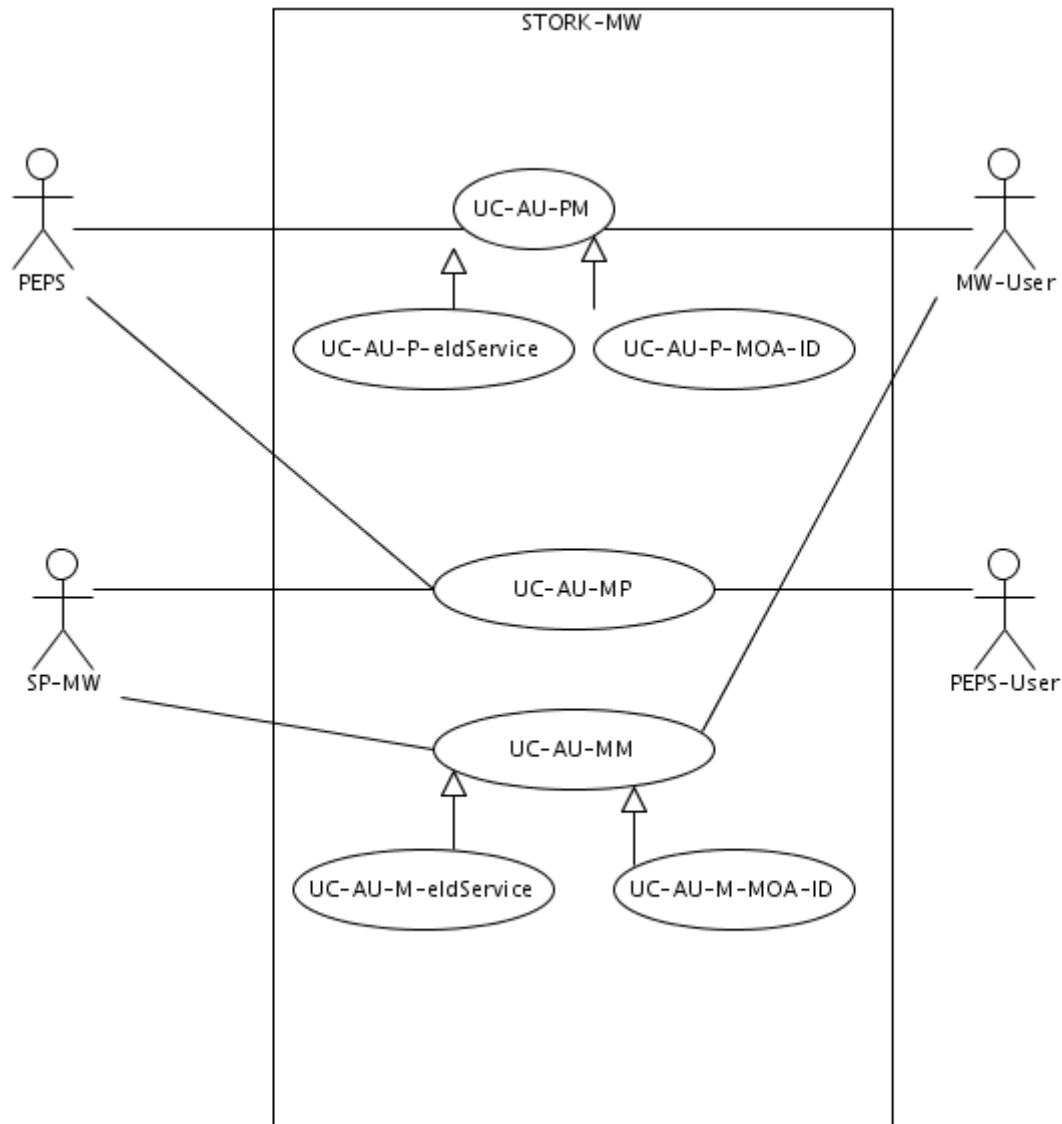 STORK-MW
UC-AU-PM
PEPS
MW-User
UC-AU-P-eIdService
UC-AU-P-MOA-ID
UC-AU-MP
SP-MW
PEPS-User
UC-AU-MM
UC-AU-M-eIdService
UC-AU-M-MOA-ID